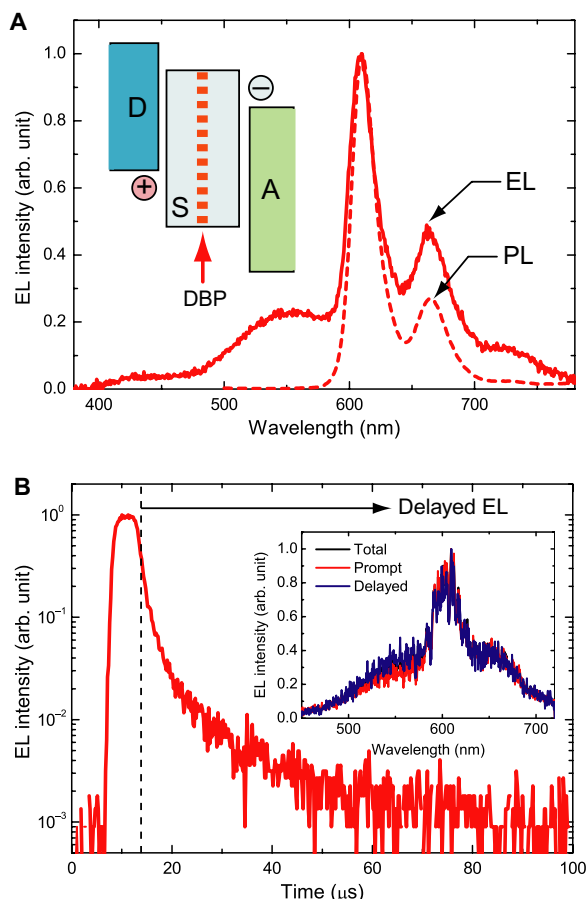 A
EL intensity (arb. unit)
1.0
0.8
0.6
0.4
0.2
0.0
D
S
A
+
−
DBP
EL
PL
400 500 600 700
Wavelength (nm)
B
Delayed EL
EL intensity (arb. unit)
10⁰
10⁻¹
10⁻²
10⁻³
EL intensity (arb. unit)
1.0
0.8
0.6
0.4
0.2
0.0
Total
Prompt
Delayed
500 600 700
Wavelength (nm)
0 20 40 60 80 100
Time (μs)